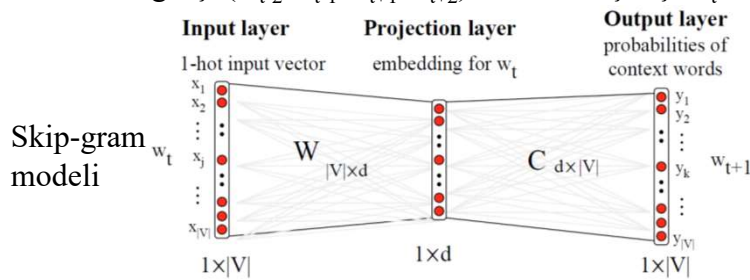 Input layer
Projection layer
Output layer
probabilities of
context words
1-hot input vector
embedding for wt
x1
x2
⋮
xj
⋮
x|V|
Skip-gram
modeli
wt
W |V|×d
C d×|V|
y1
y2
⋮
yk
⋮
y|V|
wt+1
1×|V|
1×d
1×|V|